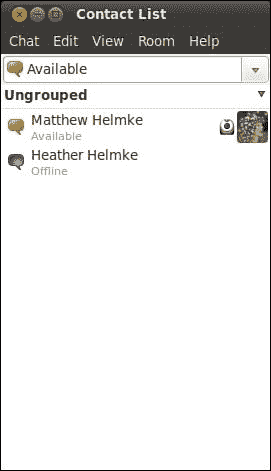 Contact List
Chat Edit View Room Help
Available
Ungrouped
Matthew Helmke
Available
Heather Helmke
Offline